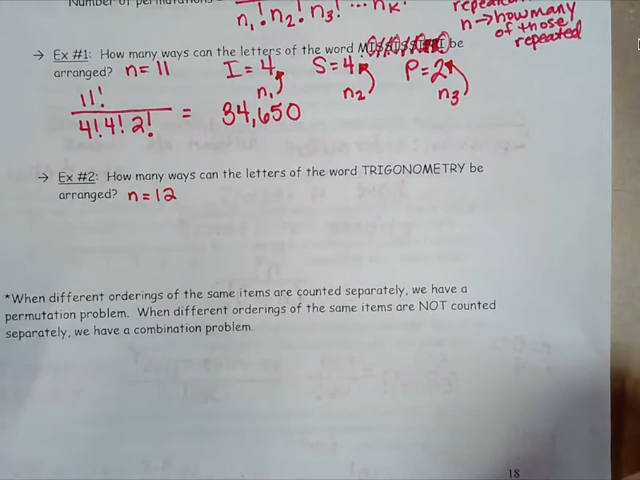 Number of permutations
n₁! n₂! n₃! ... nₖ!
n → how many
of those
repeated
→ Ex #1: How many ways can the letters of the word MISSISSIPPI be
arranged? n = 11 I = 4 S = 4 P = 2
n₁ n₂ n₃
11!
4! 4! 2! = 34,650
→ Ex #2: How many ways can the letters of the word TRIGONOMETRY be
arranged? n = 12
*When different orderings of the same items are counted separately, we have a
permutation problem. When different orderings of the same items are NOT counted
separately, we have a combination problem.
18